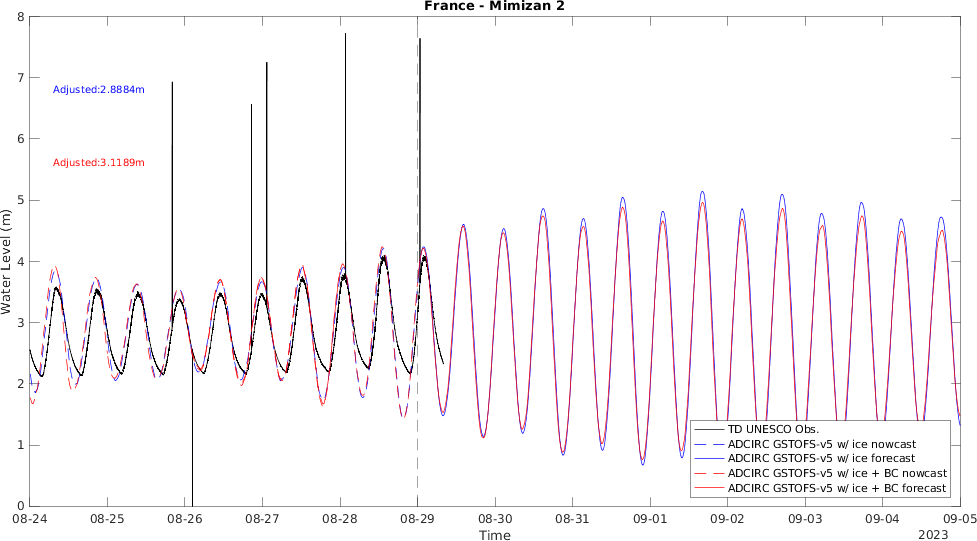 France - Mimizan 2
Water Level (m)
8
7
6
5
4
3
2
1
0
Adjusted:2.8884m
Adjusted:3.1189m
TD UNESCO Obs.
ADCIRC GSTOFS-v5 w/ ice nowcast
ADCIRC GSTOFS-v5 w/ ice forecast
ADCIRC GSTOFS-v5 w/ ice + BC nowcast
ADCIRC GSTOFS-v5 w/ ice + BC forecast
08-24 08-25 08-26 08-27 08-28 08-29 08-30 08-31 09-01 09-02 09-03 09-04 09-05
Time
2023